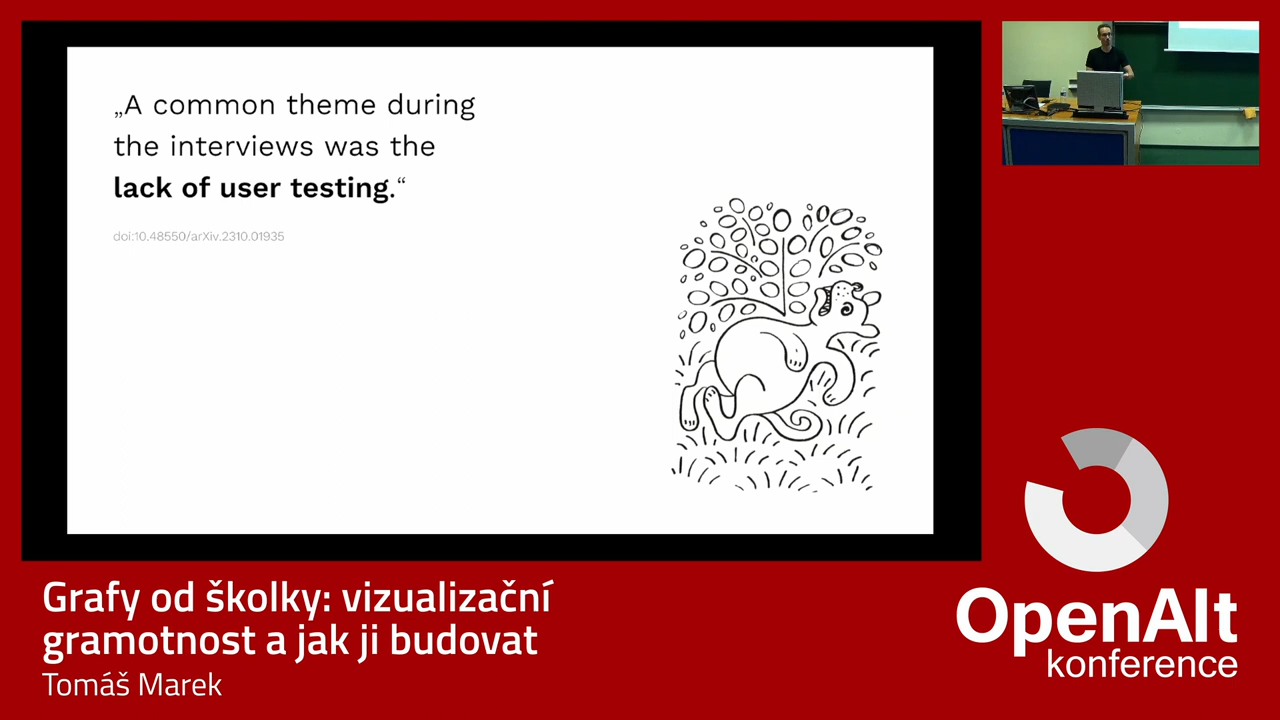 „A common theme during
the interviews was the
lack of user testing.“
doi:10.48550/arXiv.2310.01935
Grafy od školky: vizualizační
gramotnost a jak ji budovat
Tomáš Marek
OpenAlt
konference